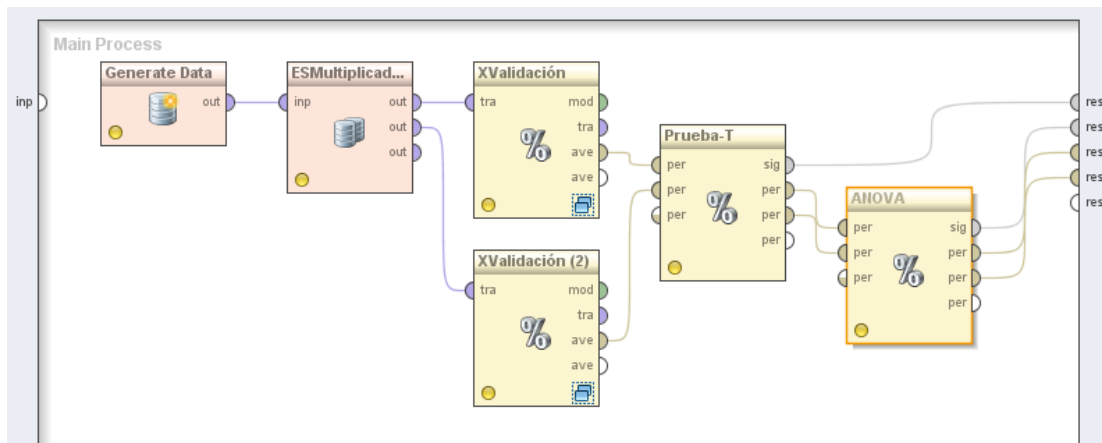 Main Process
inp
Generate Data
out
ESMultiplicad...
inp
out
out
out
XValidación
tra
mod
tra
ave
ave
XValidación (2)
tra
mod
tra
ave
ave
Prueba-T
per
per
per
sig
per
per
per
ANOVA
per
per
per
sig
per
per
per
res
res
res
res
res